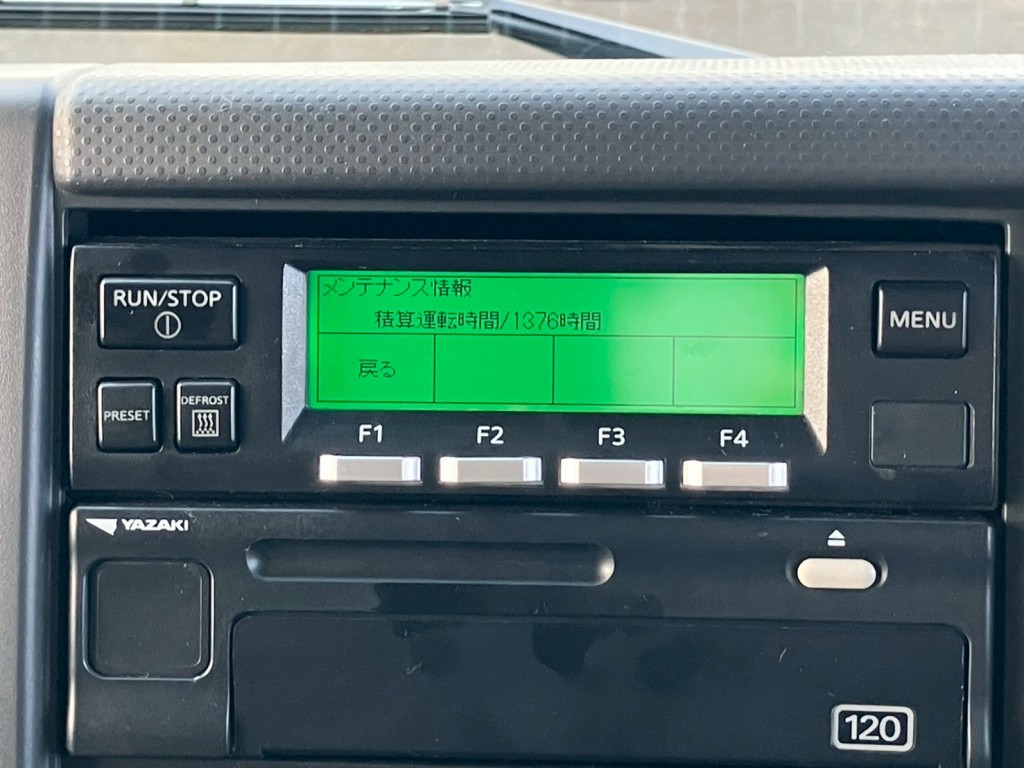 RUN/STOP
PRESET
DEFROST
メンテナンス情報
積算運転時間/1376時間
戻る
F1 F2 F3 F4
MENU
YAZAKI
120